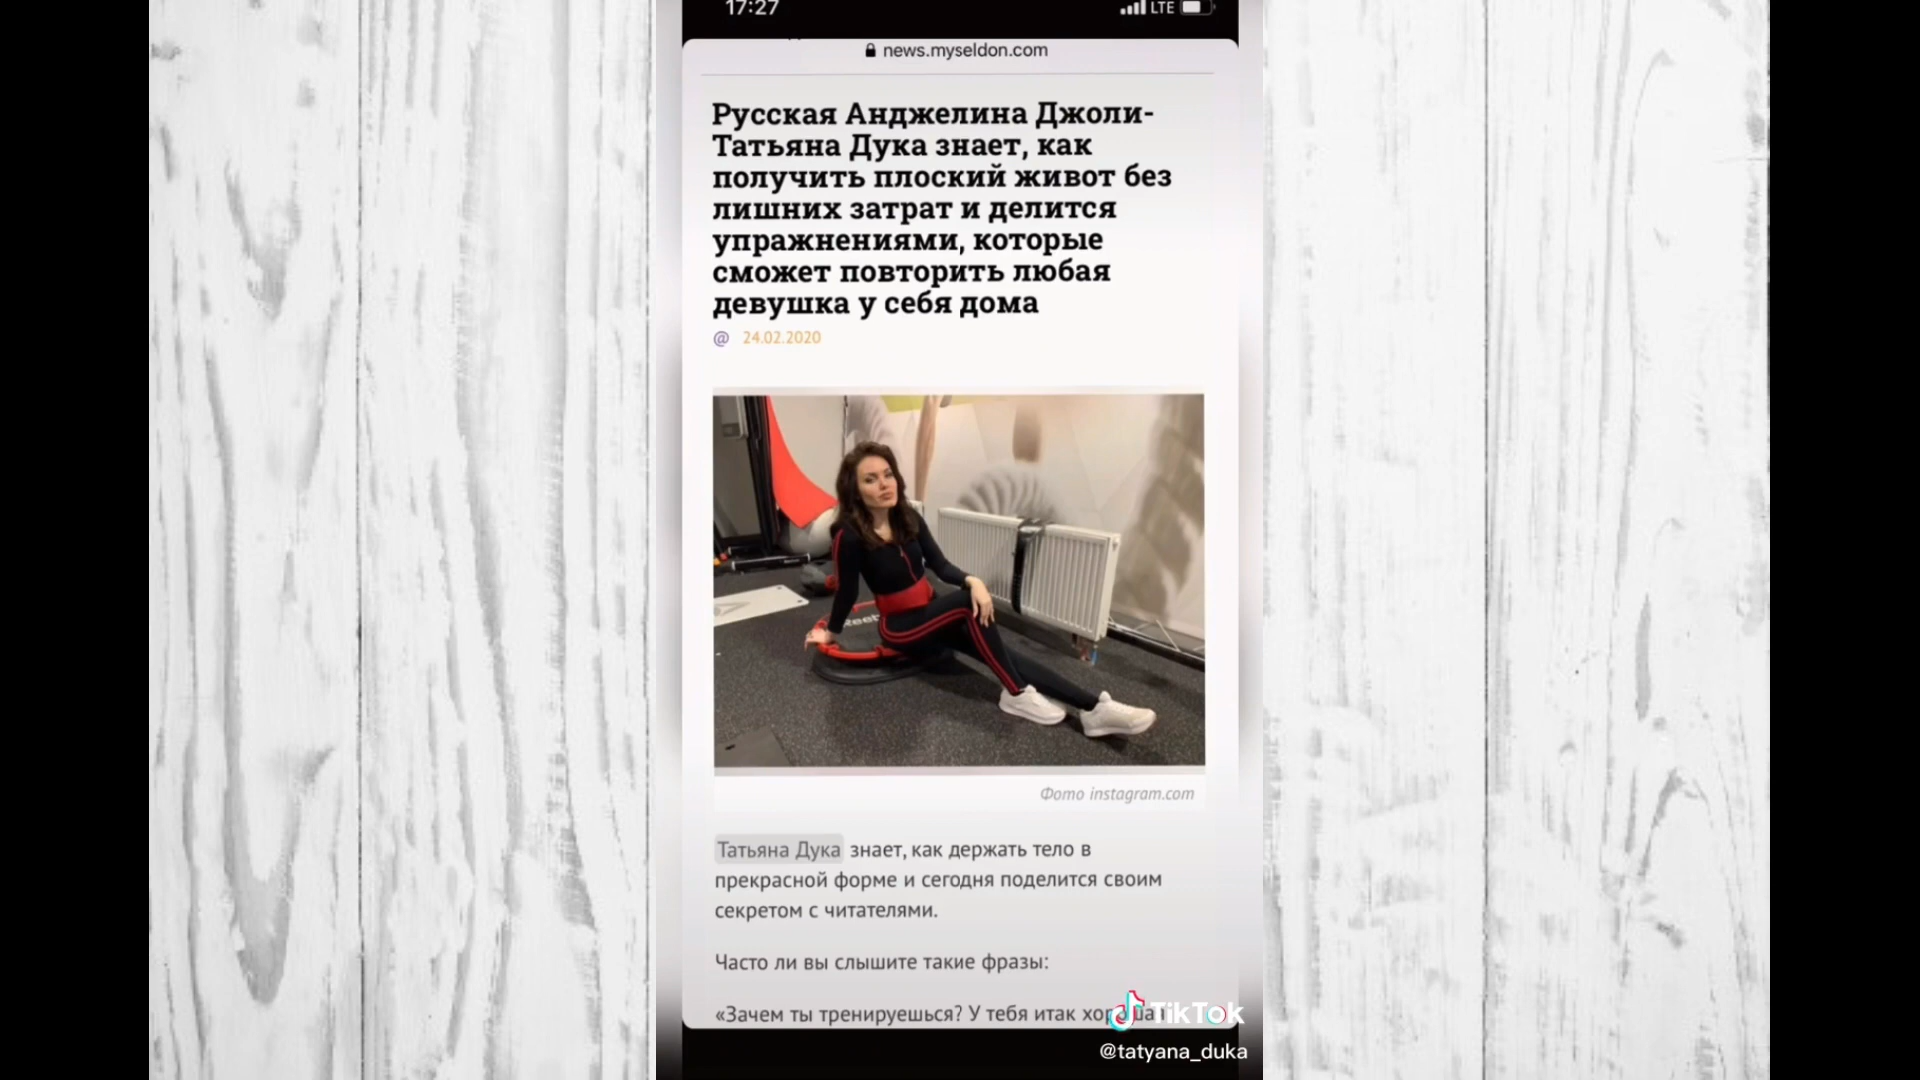 17:27
LTE
news.myseldon.com
Русская Анджелина Джоли-
Татьяна Дука знает, как
получить плоский живот без
лишних затрат и делится
упражнениями, которые
сможет повторить любая
девушка у себя дома
@ 24.02.2020
Фото instagram.com
Татьяна Дука знает, как держать тело в
прекрасной форме и сегодня поделится своим
секретом с читателями.
Часто ли вы слышите такие фразы:
«Зачем ты тренируешься? У тебя итак
TikTok
@tatyana_duka